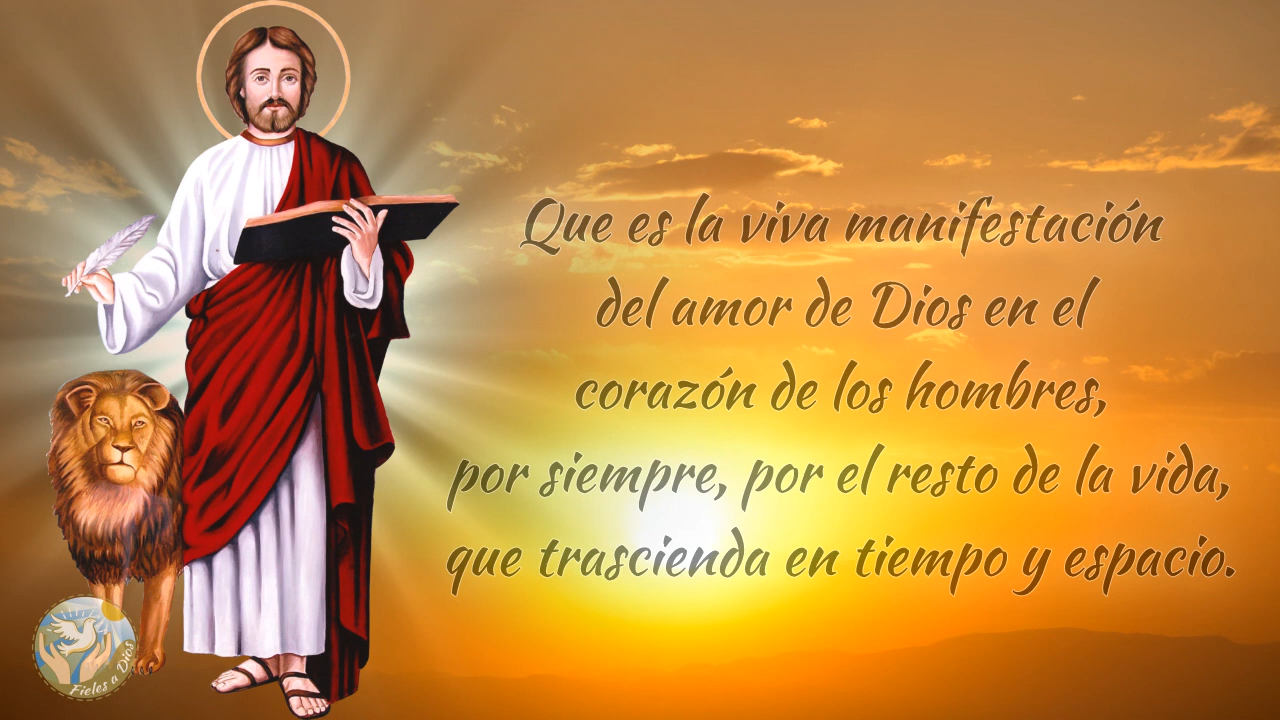 Que es la viva manifestación
del amor de Dios en el
corazón de los hombres,
por siempre, por el resto de la vida,
que trascienda en tiempo y espacio.
Fieles a Dios